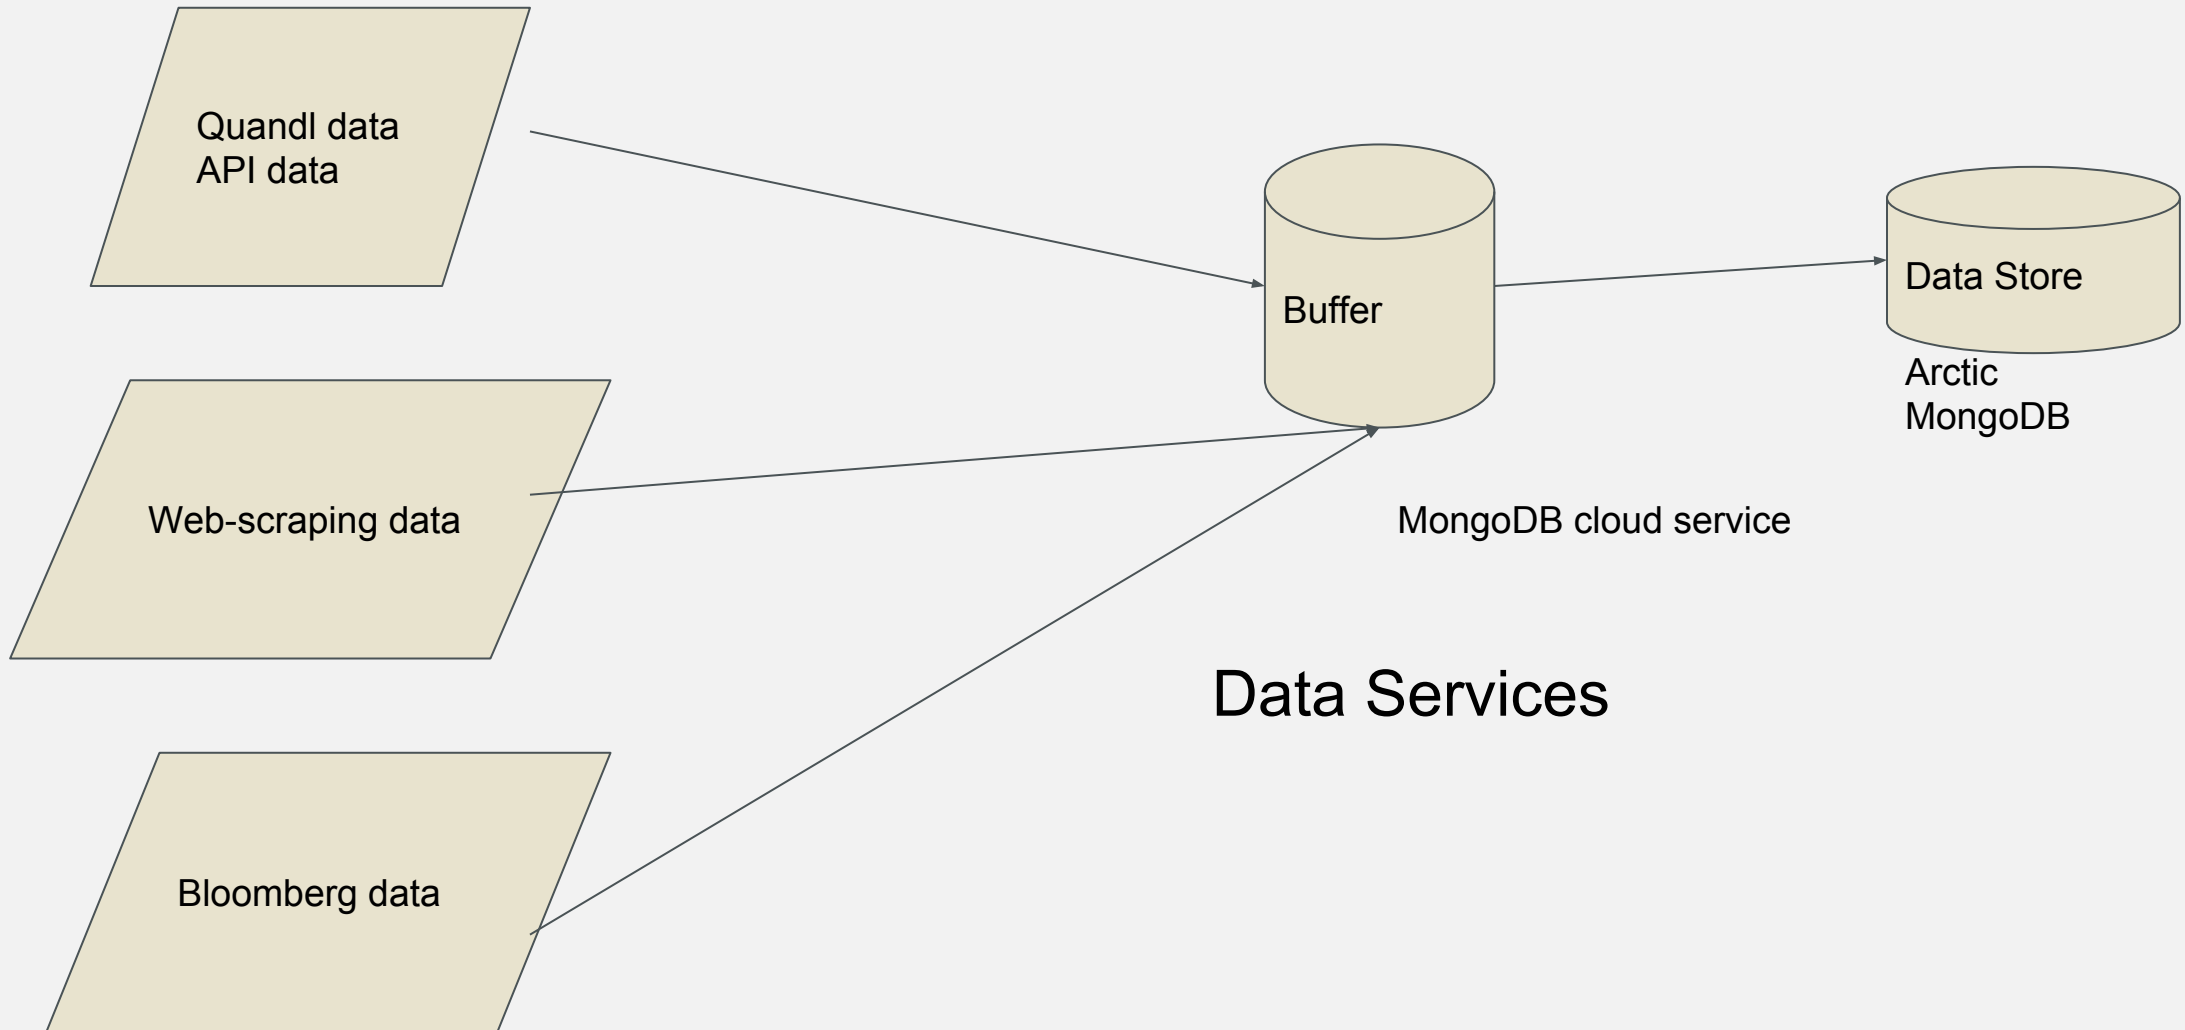 Quandl data
API data
Buffer
Data Store
Arctic
MongoDB
Web-scraping data
MongoDB cloud service
Data Services
Bloomberg data